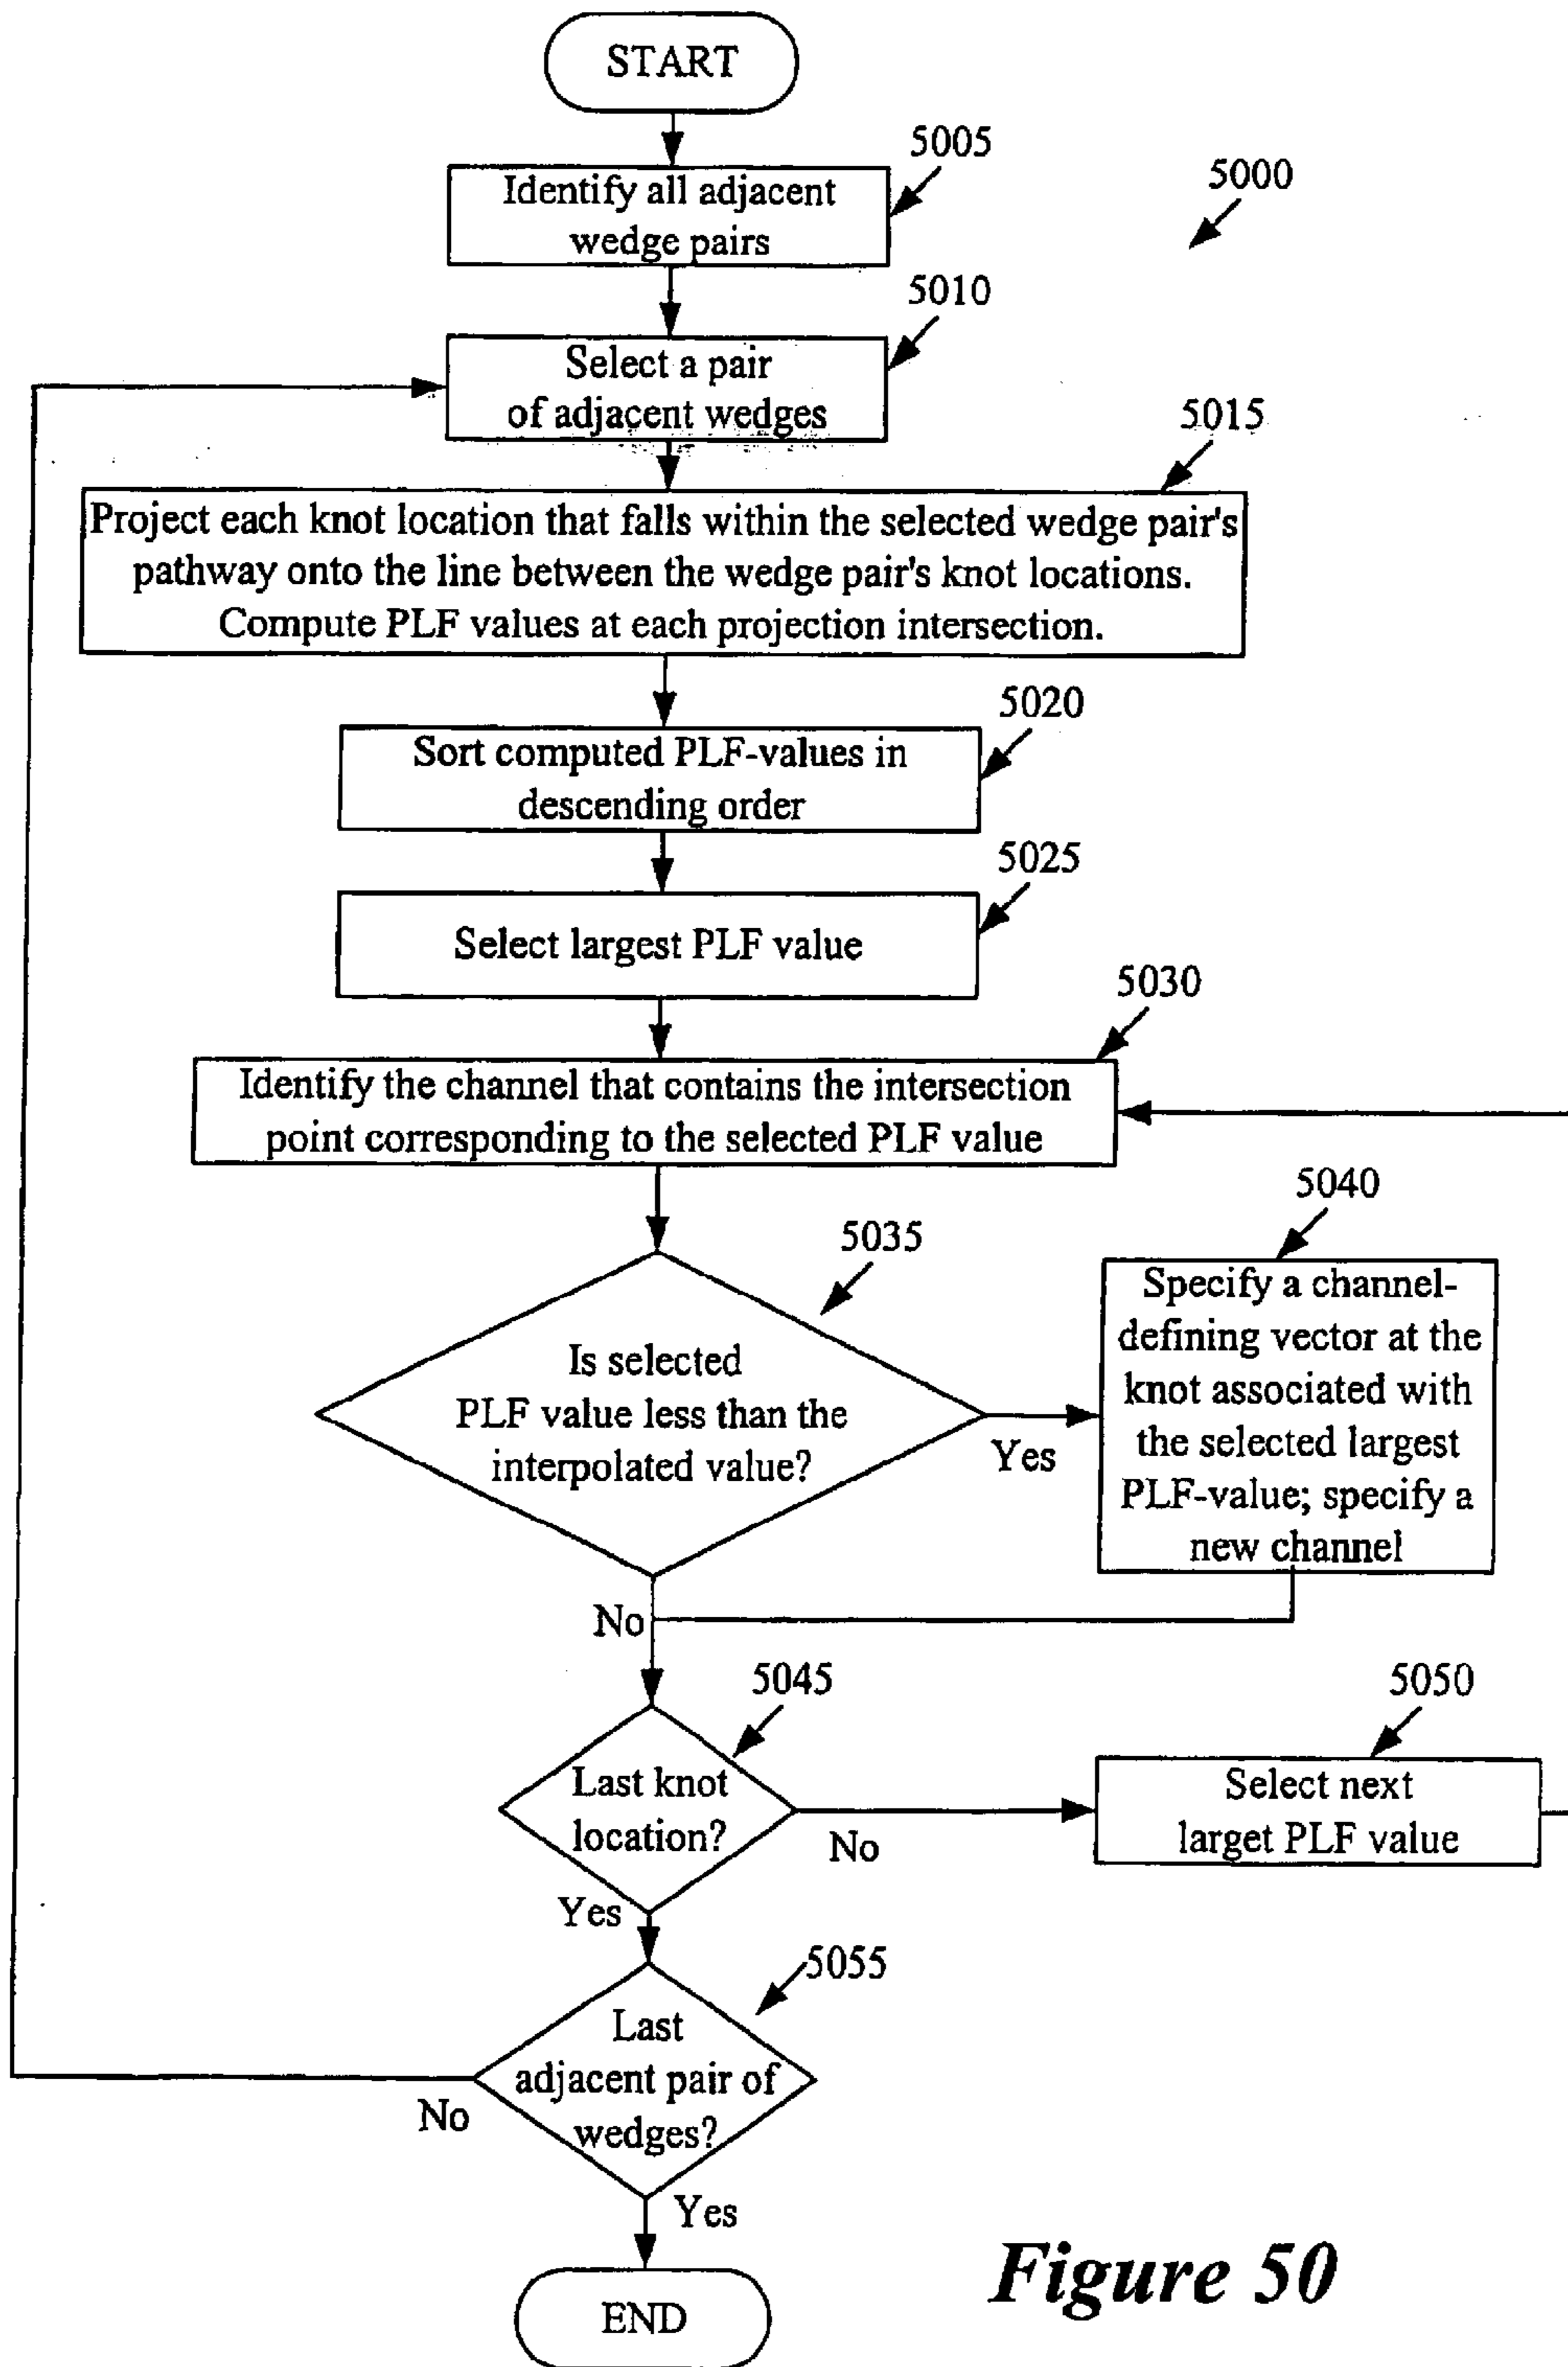 START
5005
Identify all adjacent
wedge pairs
5000
5010
Select a pair
of adjacent wedges
5015
Project each knot location that falls within the selected wedge pair's
pathway onto the line between the wedge pair's knot locations.
Compute PLF values at each projection intersection.
5020
Sort computed PLF-values in
descending order
5025
Select largest PLF value
5030
Identify the channel that contains the intersection
point corresponding to the selected PLF value
5035
Is selected
PLF value less than the
interpolated value?
Yes
5040
Specify a channel-
defining vector at the
knot associated with
the selected largest
PLF-value; specify a
new channel
No
5045
Last knot
location?
No
5050
Select next
larget PLF value
Yes
5055
Last
adjacent pair of
wedges?
No
Yes
END
Figure 50